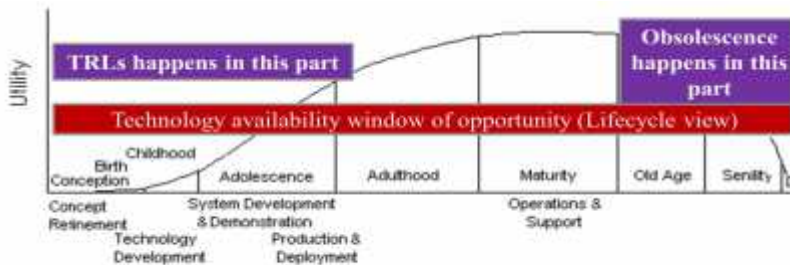 Utility
TRLs happens in this part
Obsolescence
happens in this
part
Technology availability window of opportunity (Lifecycle view)
Childhood
Birth
Conception
Adolescence
Adulthood
Maturity
Old Age
Senility
Concept
Refinement
System Development
& Demonstration
Operations &
Support
Technology
Development
Production &
Deployment